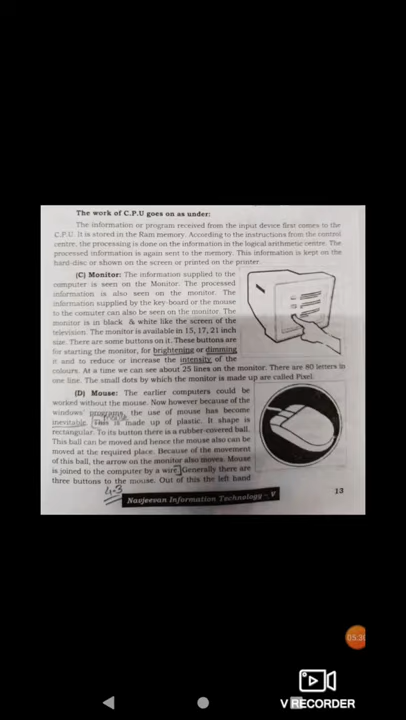 The work of C.P.U goes on as under:
The information or program received from the input device first comes to the
C.P.U. It is stored in the Ram memory. According to the instructions from the control
centre, the processing is done on the information in the logical arithmetic centre. The
processed information is again sent to the memory. This information is kept on the
hard-disc or shown on the screen or printed on the printer.
(C) Monitor: The information supplied to the
computer is seen on the Monitor. The processed
information is also seen on the monitor. The
information supplied by the key-board or the mouse
to the comuter can also be seen on the monitor. The
monitor is in black & white like the screen of the
television. The monitor is available in 15, 17, 21 inch
size. There are some buttons on it. These buttons are
for starting the monitor, for brightening or dimming
it and to reduce or increase the intensity of the
colours. At a time we can see about 25 lines on the monitor. There are 80 letters in
one line. The small dots by which the monitor is made up are called Pixel.
(D) Mouse: The earlier computers could be
worked without the mouse. Now however because of the
windows' programs, the use of mouse has become
inevitable. This is made up of plastic. It shape is
rectangular. To its button there is a rubber-covered ball.
This ball can be moved and hence the mouse also can be
moved at the required place. Because of the movement
of this ball, the arrow on the monitor also moves. Mouse
is joined to the computer by a wire. Generally there are
three buttons to the mouse. Out of this the left hand
Navjeevan Information Technology - V
13
05:30
V RECORDER